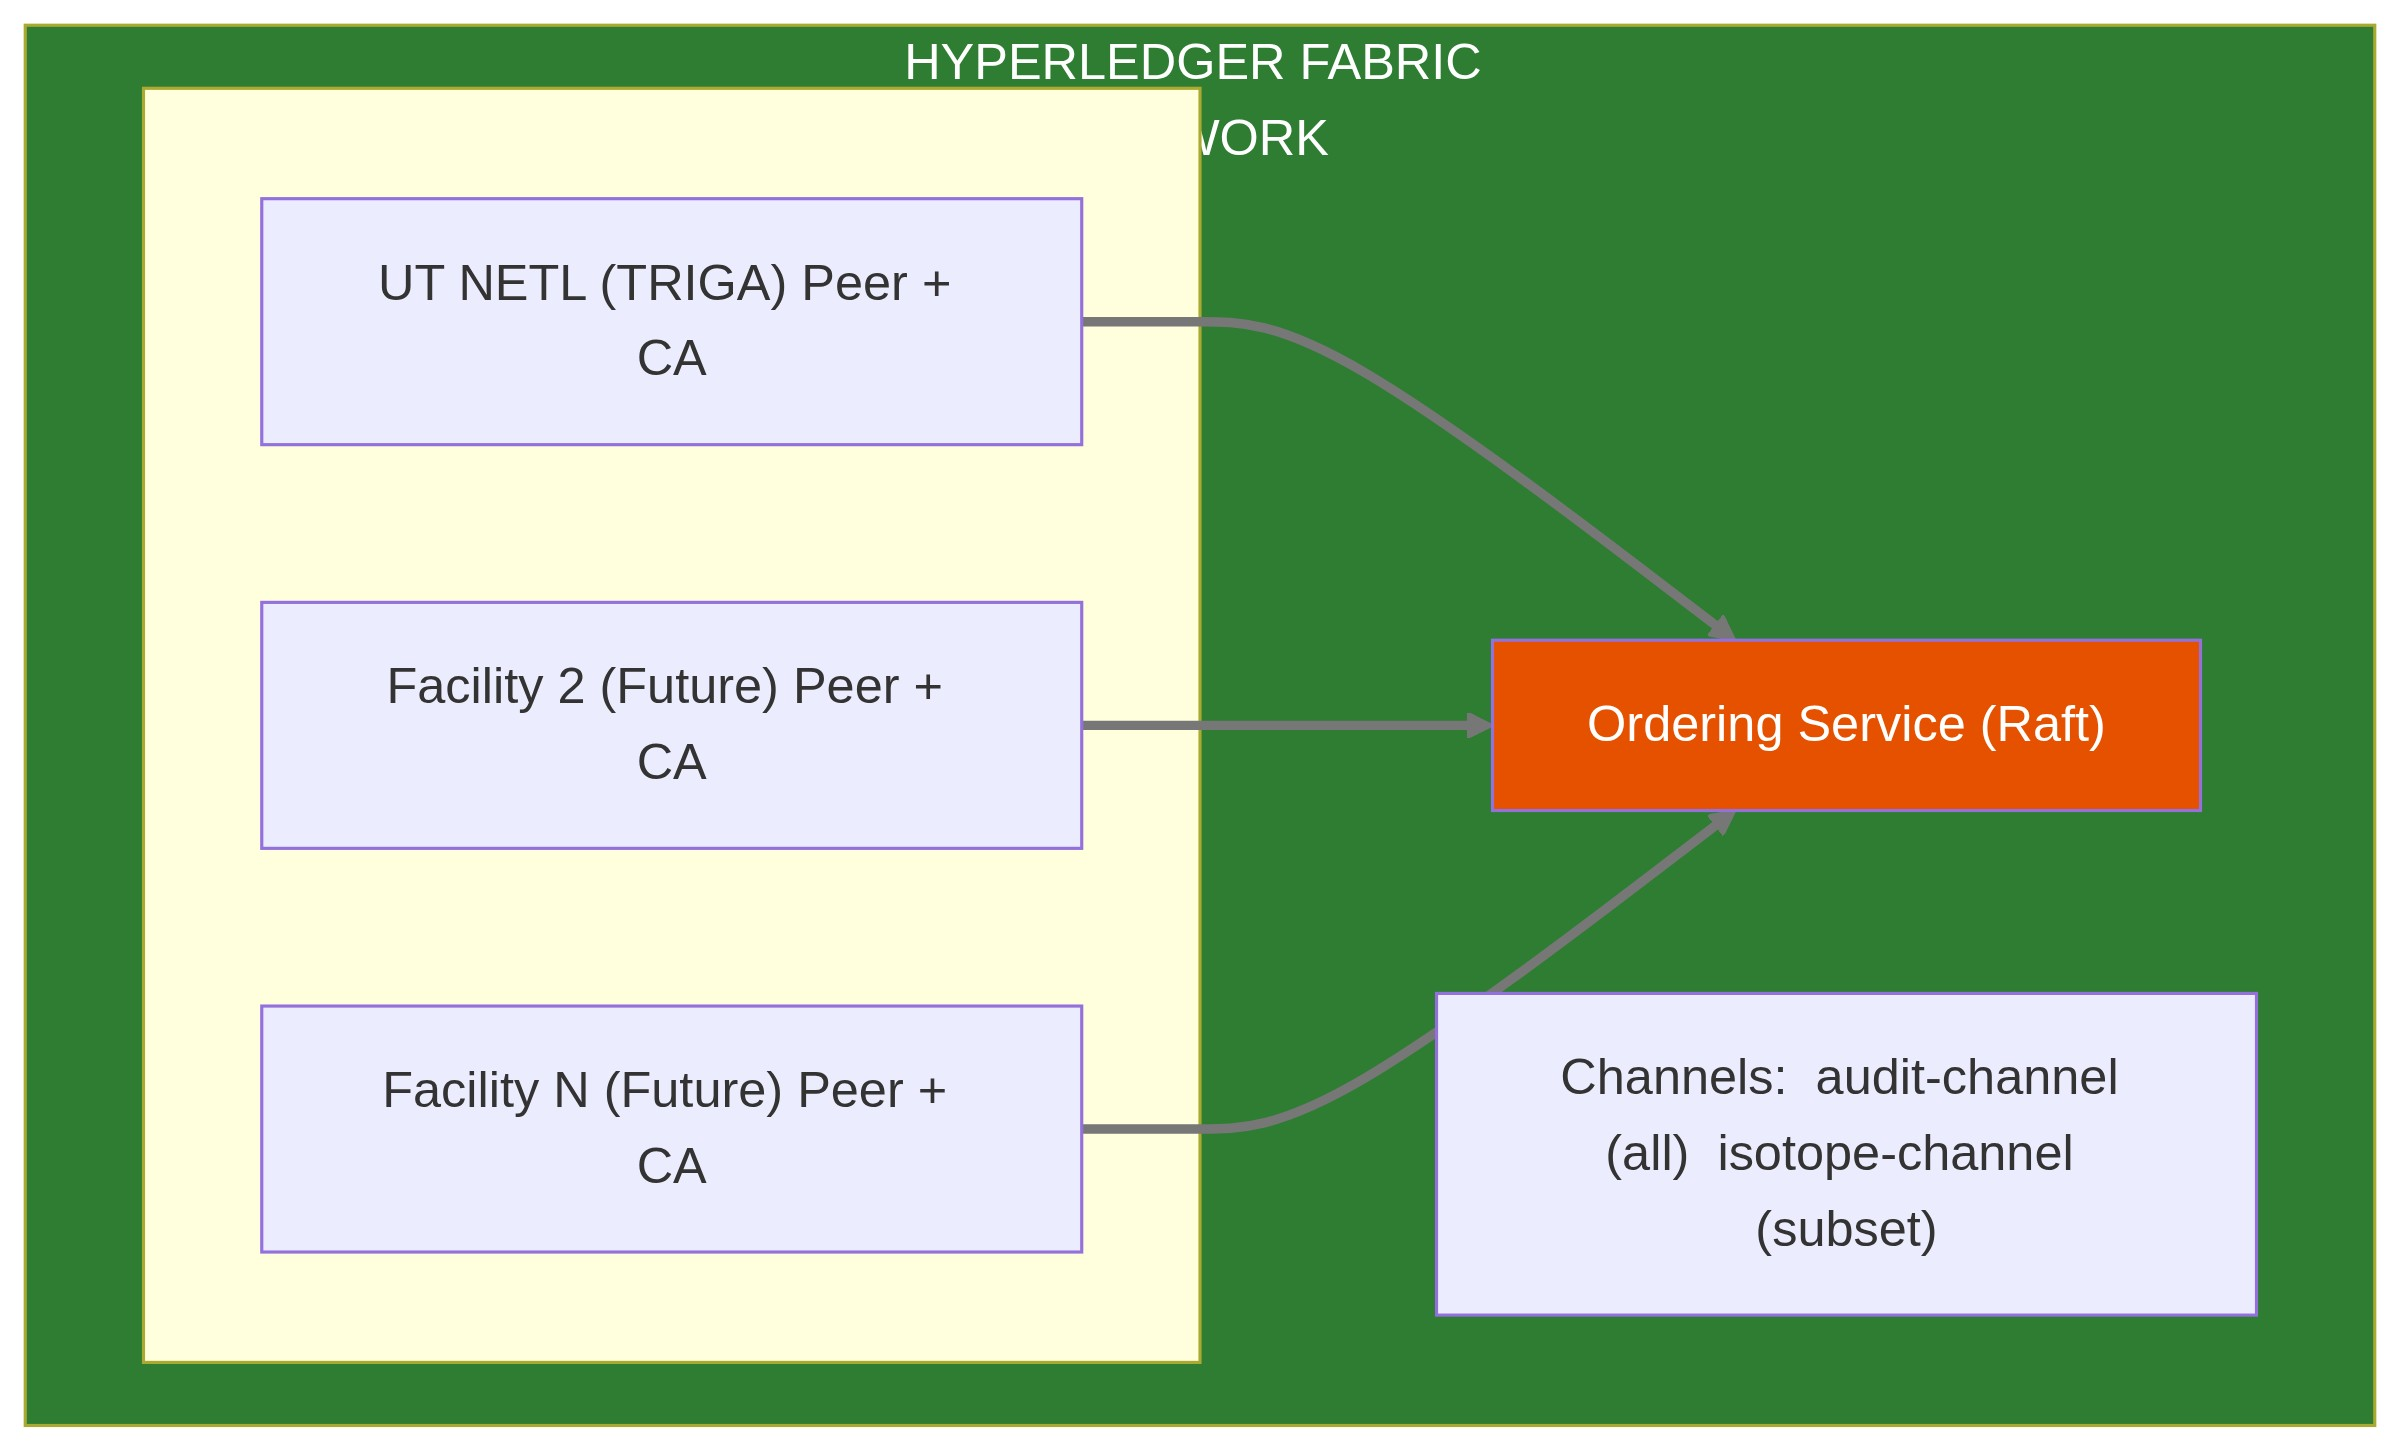 HYPERLEDGER FABRIC
WORK
UT NETL (TRIGA) Peer +
CA
Facility 2 (Future) Peer +
CA
Ordering Service (Raft)
Facility N (Future) Peer +
CA
Channels:  audit-channel
(all)  isotope-channel
(subset)